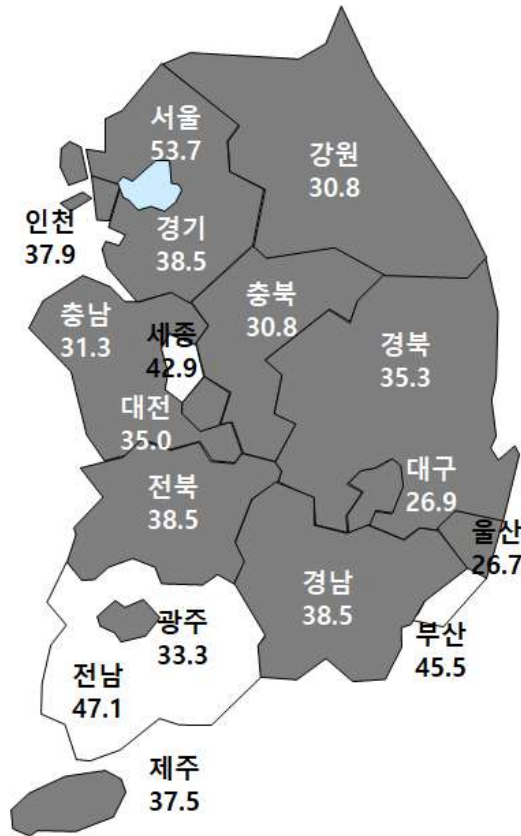 서울
53.7
강원
30.8
인천
37.9
경기
38.5
충남
31.3
세종
42.9
충북
30.8
경북
35.3
대전
35.0
전북
38.5
대구
26.9
울산
26.7
경남
38.5
광주
33.3
부산
45.5
전남
47.1
제주
37.5